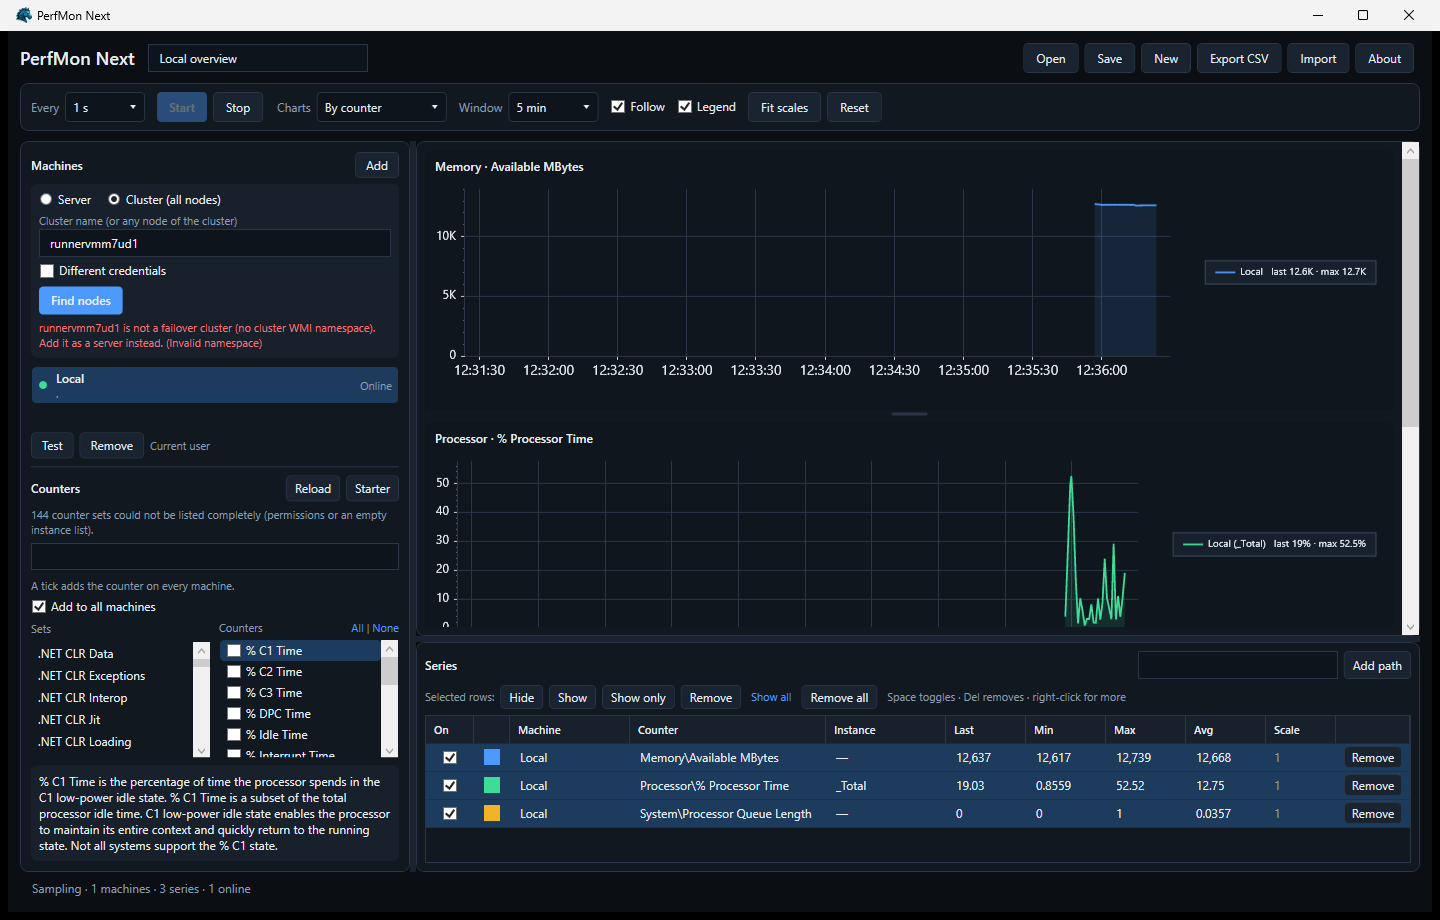 PerfMon Next
PerfMon Next
Local overview
Open
Save
New
Export CSV
Import
About
Every
1 s
Start
Stop
Charts
By counter
Window
5 min
Follow
Legend
Fit scales
Reset
Machines
Add
Server
Cluster (all nodes)
Cluster name (or any node of the cluster)
runnervmm7ud1
Different credentials
Find nodes
runnervmm7ud1 is not a failover cluster (no cluster WMI namespace).
Add it as a server instead. (Invalid namespace)
Local
Online
.
Test
Remove
Current user
Counters
Reload
Starter
144 counter sets could not be listed completely (permissions or an empty
instance list).
A tick adds the counter on every machine.
Add to all machines
Sets
.NET CLR Data
.NET CLR Exceptions
.NET CLR Interop
.NET CLR Jit
.NET CLR Loading
Counters
All | None
% C1 Time
% C2 Time
% C3 Time
% DPC Time
% Idle Time
% Interrupt Time
% C1 Time is the percentage of time the processor spends in the
C1 low-power idle state. % C1 Time is a subset of the total
processor idle time. C1 low-power idle state enables the processor
to maintain its entire context and quickly return to the running
state. Not all systems support the % C1 state.
Memory · Available MBytes
10K
5K
0
12:31:30 12:32:00 12:32:30 12:33:00 12:33:30 12:34:00 12:34:30 12:35:00 12:35:30 12:36:00
Local last 12.6K · max 12.7K
Processor · % Processor Time
50
40
30
20
10
0
Local (_Total) last 19% · max 52.5%
Series
Add path
Selected rows:
Hide
Show
Show only
Remove
Show all
Remove all
Space toggles · Del removes · right-click for more
On Machine Counter Instance Last Min Max Avg Scale
Local Memory\Available MBytes — 12,637 12,617 12,739 12,668 1 Remove
Local Processor\% Processor Time _Total 19.03 0.8559 52.52 12.75 1 Remove
Local System\Processor Queue Length — 0 0 1 0.0357 1 Remove
Sampling · 1 machines · 3 series · 1 online